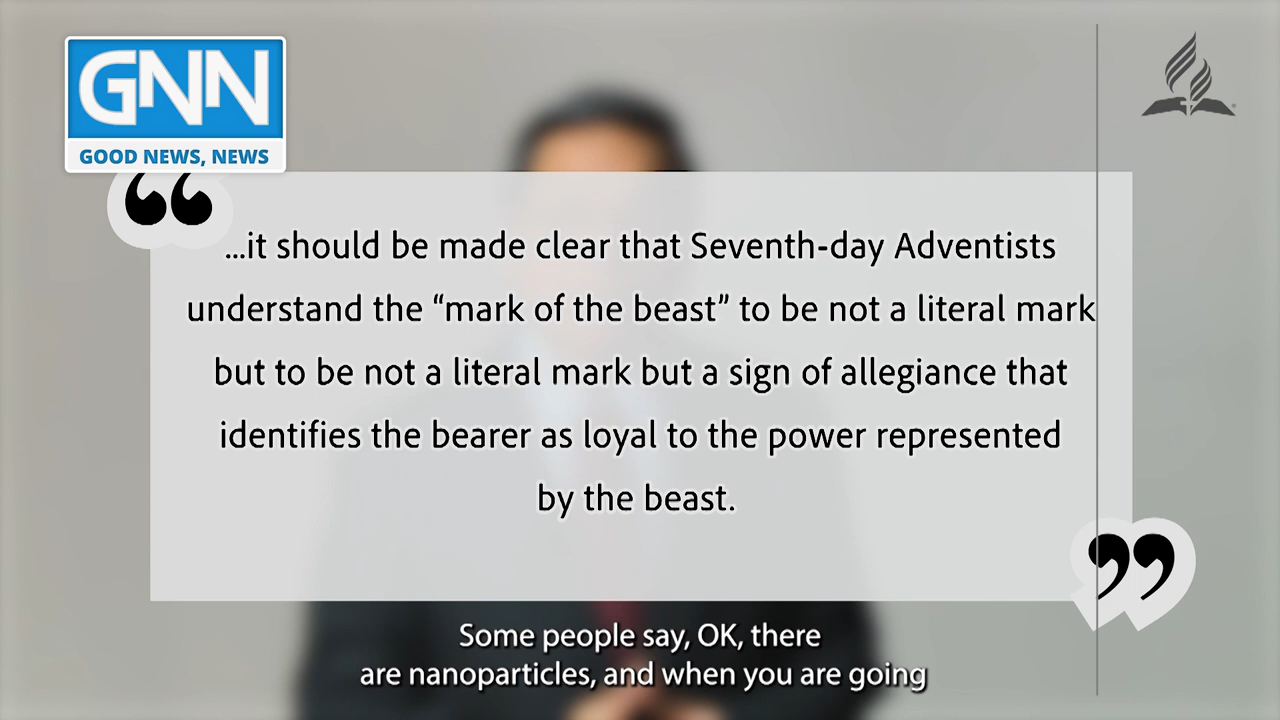 GNN
GOOD NEWS, NEWS
“
...it should be made clear that Seventh-day Adventists
understand the “mark of the beast” to be not a literal mark
but to be not a literal mark but a sign of allegiance that
identifies the bearer as loyal to the power represented
by the beast.
”
Some people say, OK, there
are nanoparticles, and when you are going